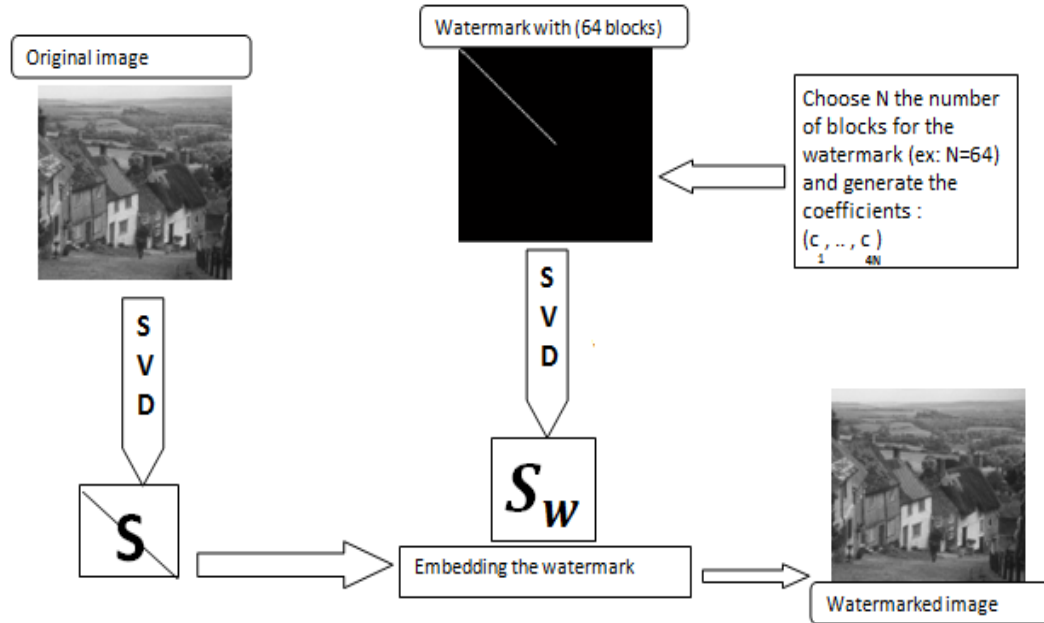 Original image
Watermark with (64 blocks)
Choose N the number
of blocks for the
watermark (ex: N=64)
and generate the
coefficients :
(c , .. , c )
1 4N
S
V
D
S
V
D
S
S_w
Embedding the watermark
Watermarked image